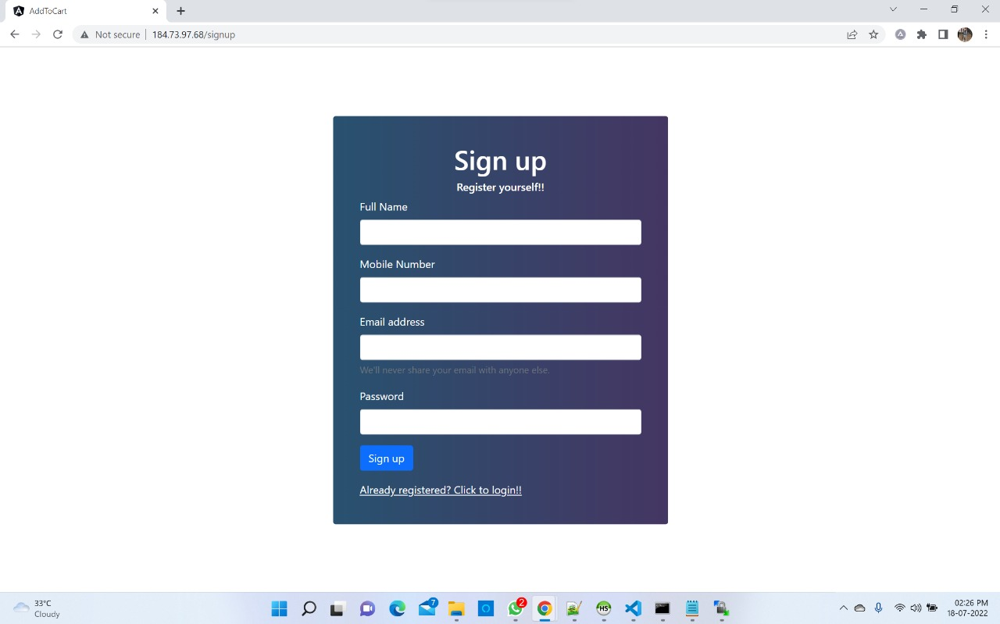 AddToCart
Not secure 184.73.97.68/signup
Sign up
Register yourself!!
Full Name
Mobile Number
Email address
We'll never share your email with anyone else.
Password
Sign up
Already registered? Click to login!!
33°C
Cloudy
7
2
HS
02:26 PM
18-07-2022